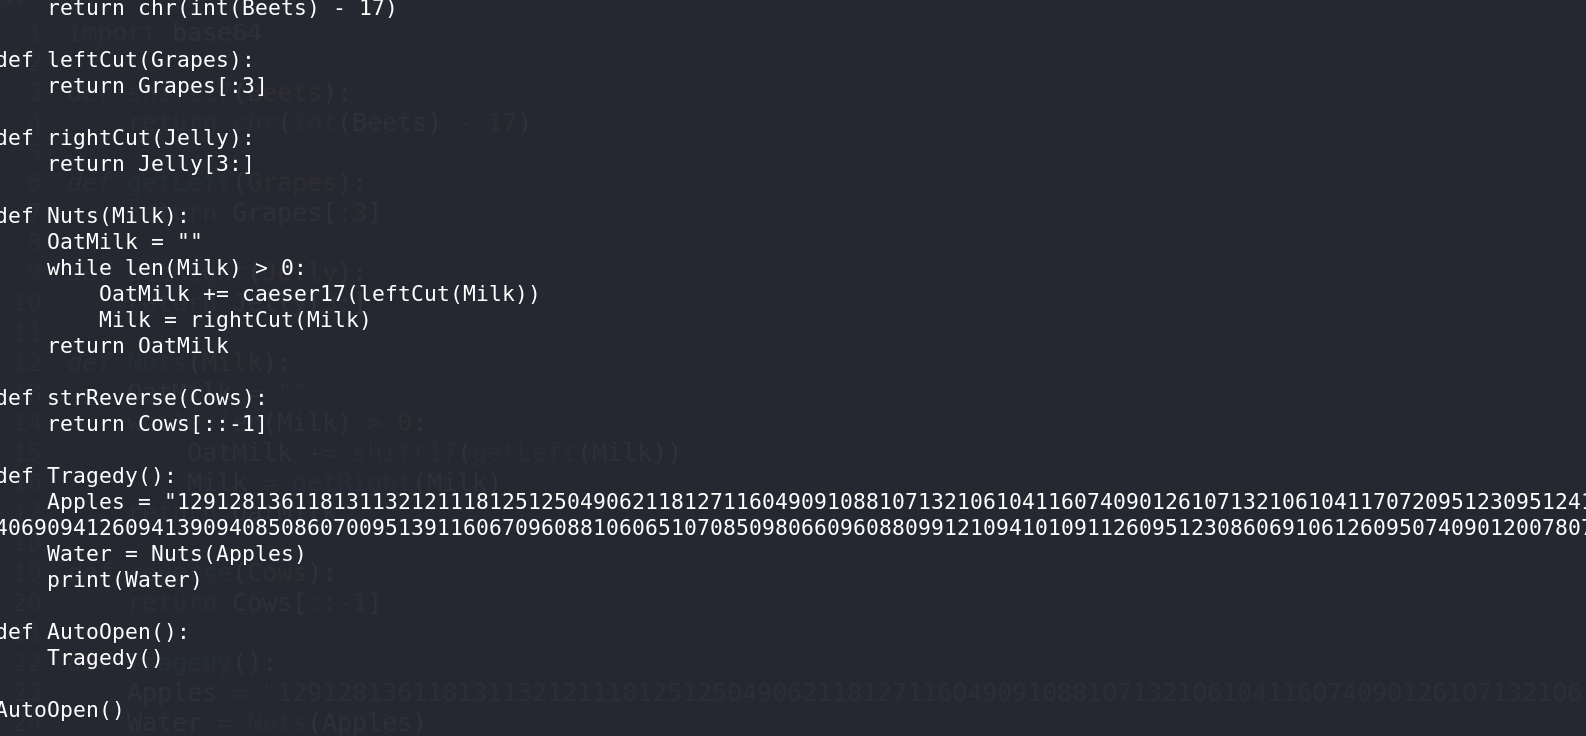 return chr(int(Beets) - 17)
def leftCut(Grapes):
return Grapes[:3]
def rightCut(Jelly):
return Jelly[3:]
def Nuts(Milk):
OatMilk = ""
while len(Milk) > 0:
OatMilk += caeser17(leftCut(Milk))
Milk = rightCut(Milk)
return OatMilk
def strReverse(Cows):
return Cows[::-1]
def Tragedy():
Apples = "1291281361181311321211181251250490621181271160490910881071321061041160740901261071321061041170720951230951241
406909412609413909408508607009513911606709608810606510708509806609608809912109410109112609512308606910612609507409012007807
Water = Nuts(Apples)
print(Water)
def AutoOpen():
Tragedy()
AutoOpen()